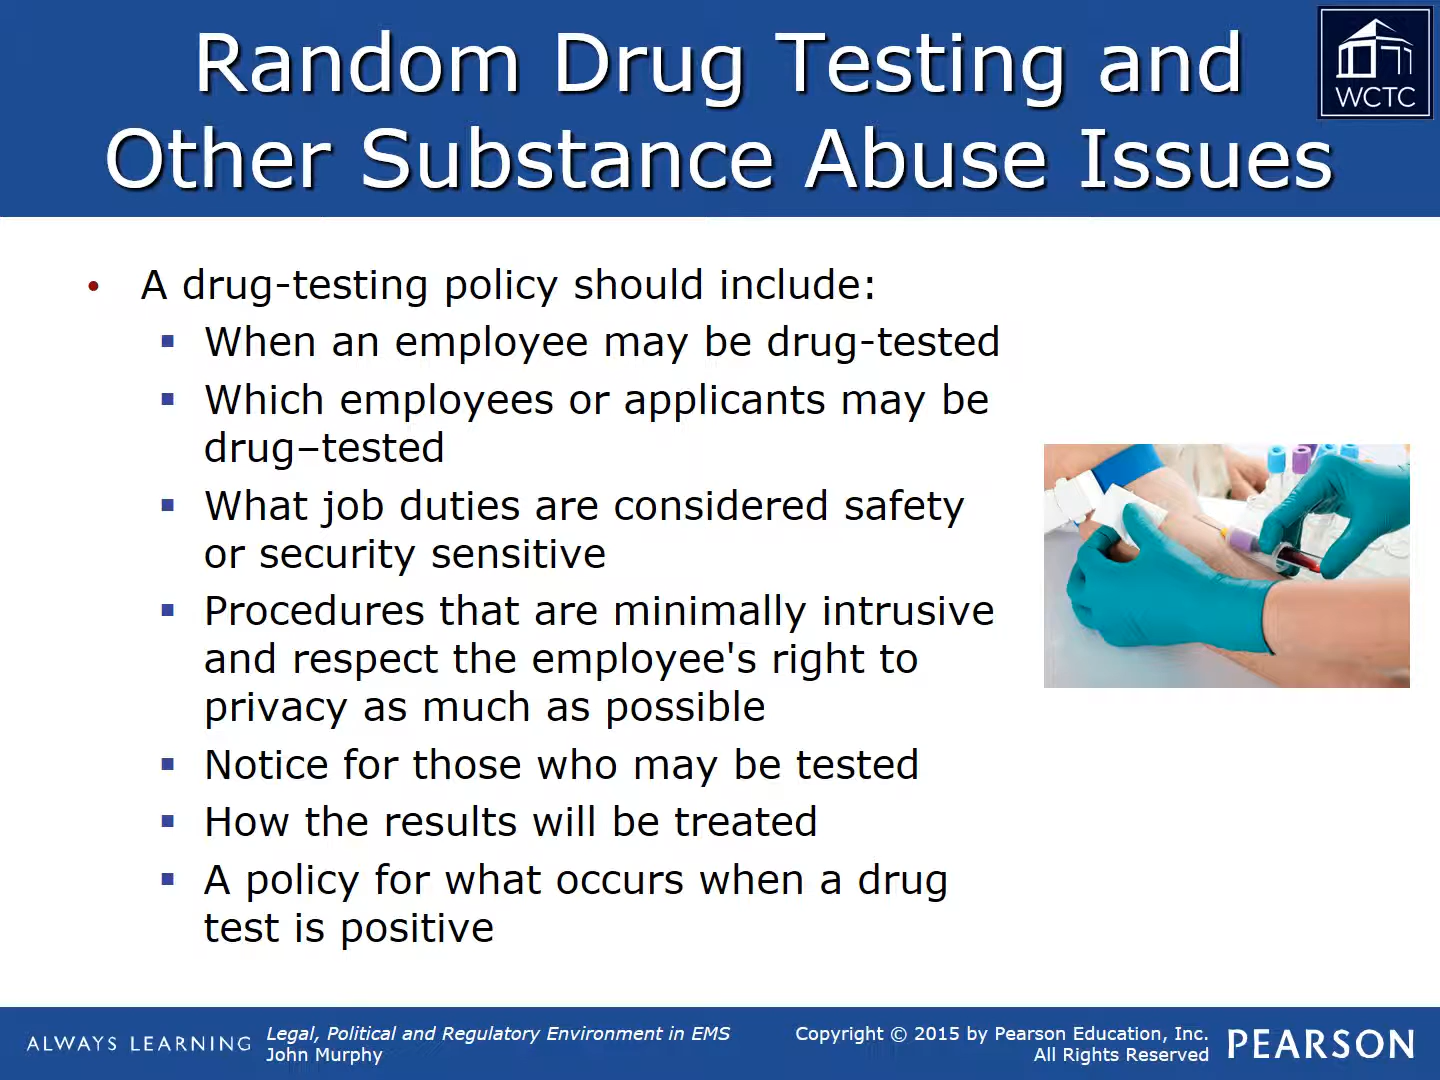 Random Drug Testing and
Other Substance Abuse Issues
WCTC
• A drug-testing policy should include:
▪ When an employee may be drug-tested
▪ Which employees or applicants may be
drug–tested
▪ What job duties are considered safety
or security sensitive
▪ Procedures that are minimally intrusive
and respect the employee's right to
privacy as much as possible
▪ Notice for those who may be tested
▪ How the results will be treated
▪ A policy for what occurs when a drug
test is positive
ALWAYS LEARNING
Legal, Political and Regulatory Environment in EMS
John Murphy
Copyright © 2015 by Pearson Education, Inc.
All Rights Reserved
PEARSON